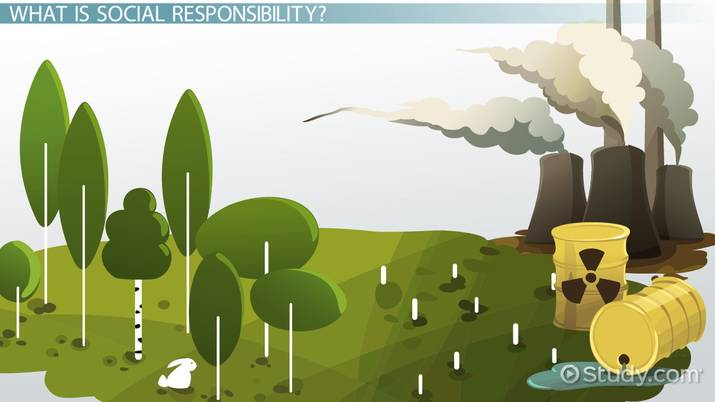 WHAT IS SOCIAL RESPONSIBILITY?
Study.com